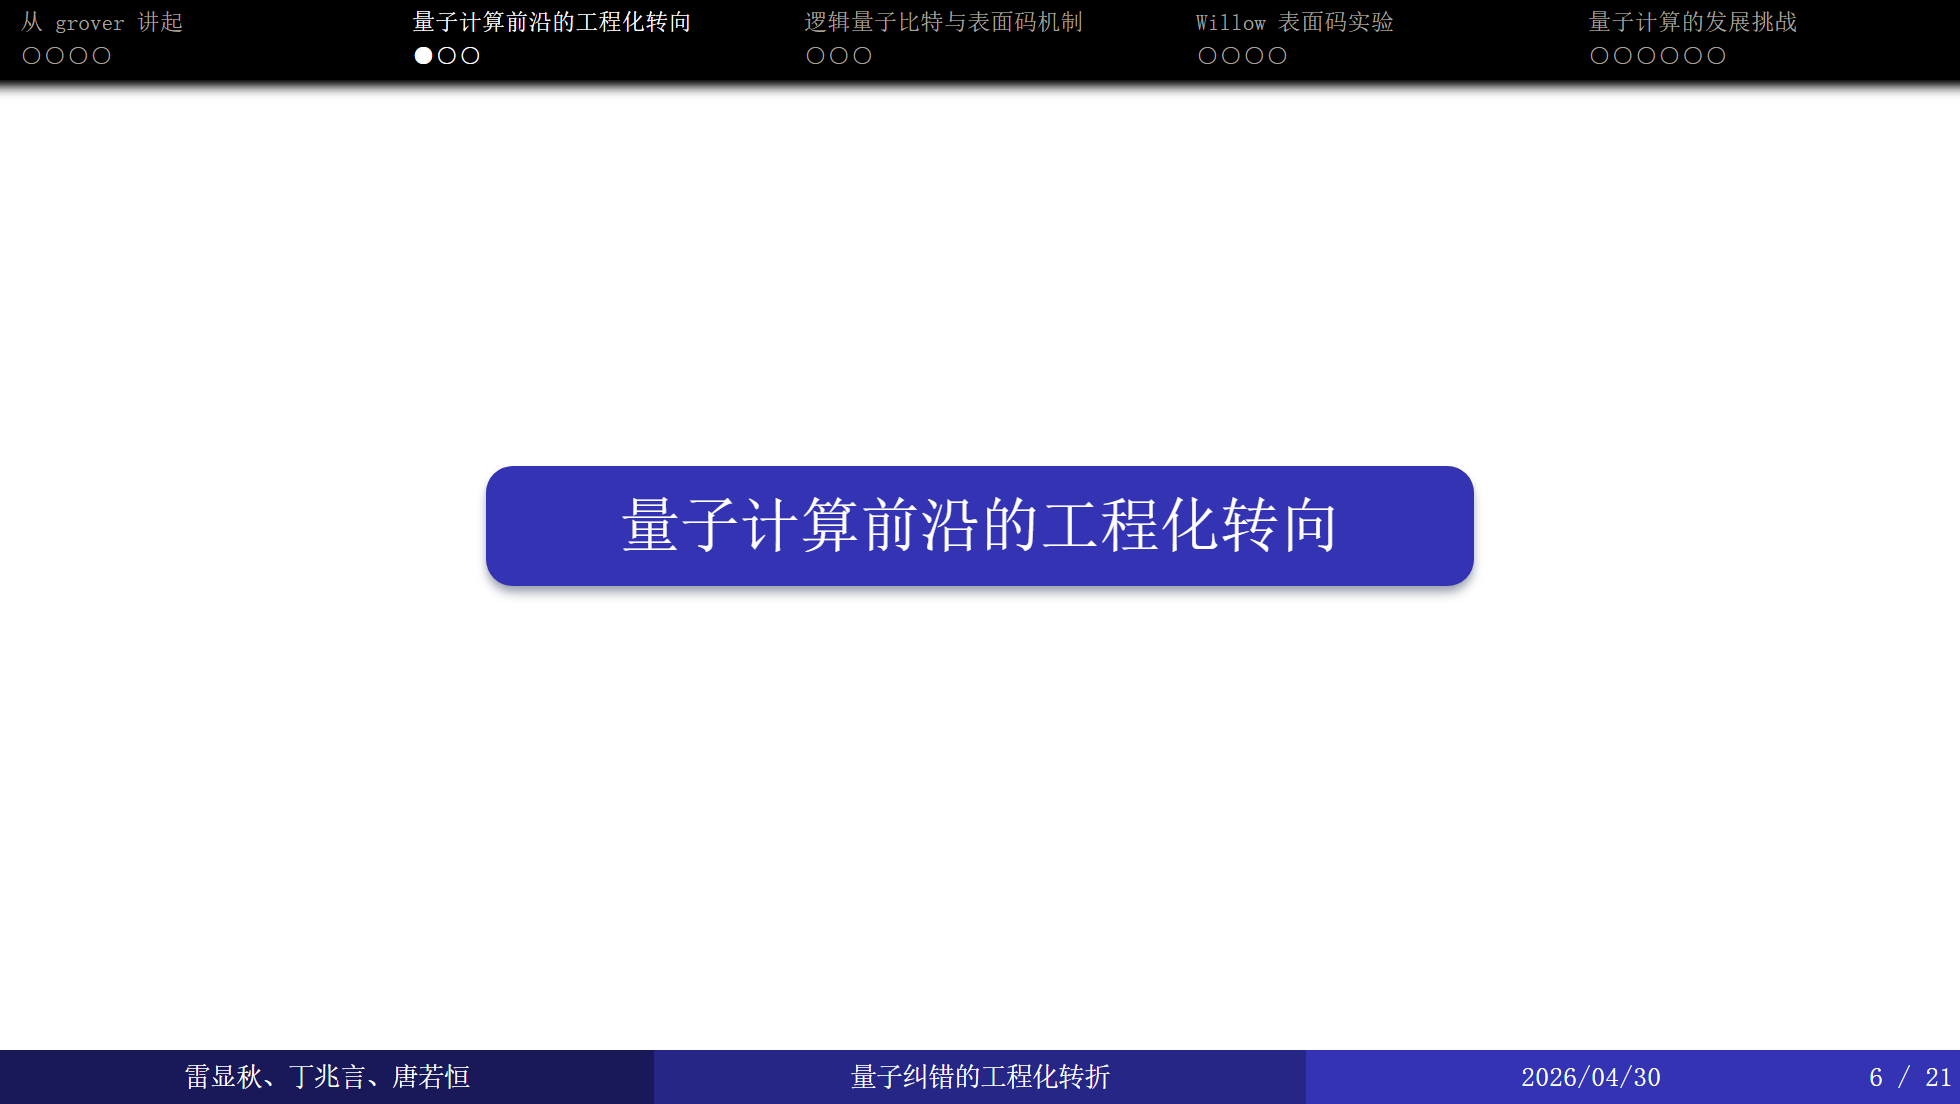 从 grover 讲起
量子计算前沿的工程化转向
逻辑量子比特与表面码机制
Willow 表面码实验
量子计算的发展挑战
量子计算前沿的工程化转向
雷显秋、丁兆言、唐若恒
量子纠错的工程化转折
2026/04/30
6 / 21